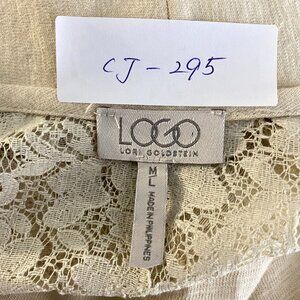 CJ-295
LOGO
LORI GOLDSTEIN
M
L
MADE IN PHILIPPINES